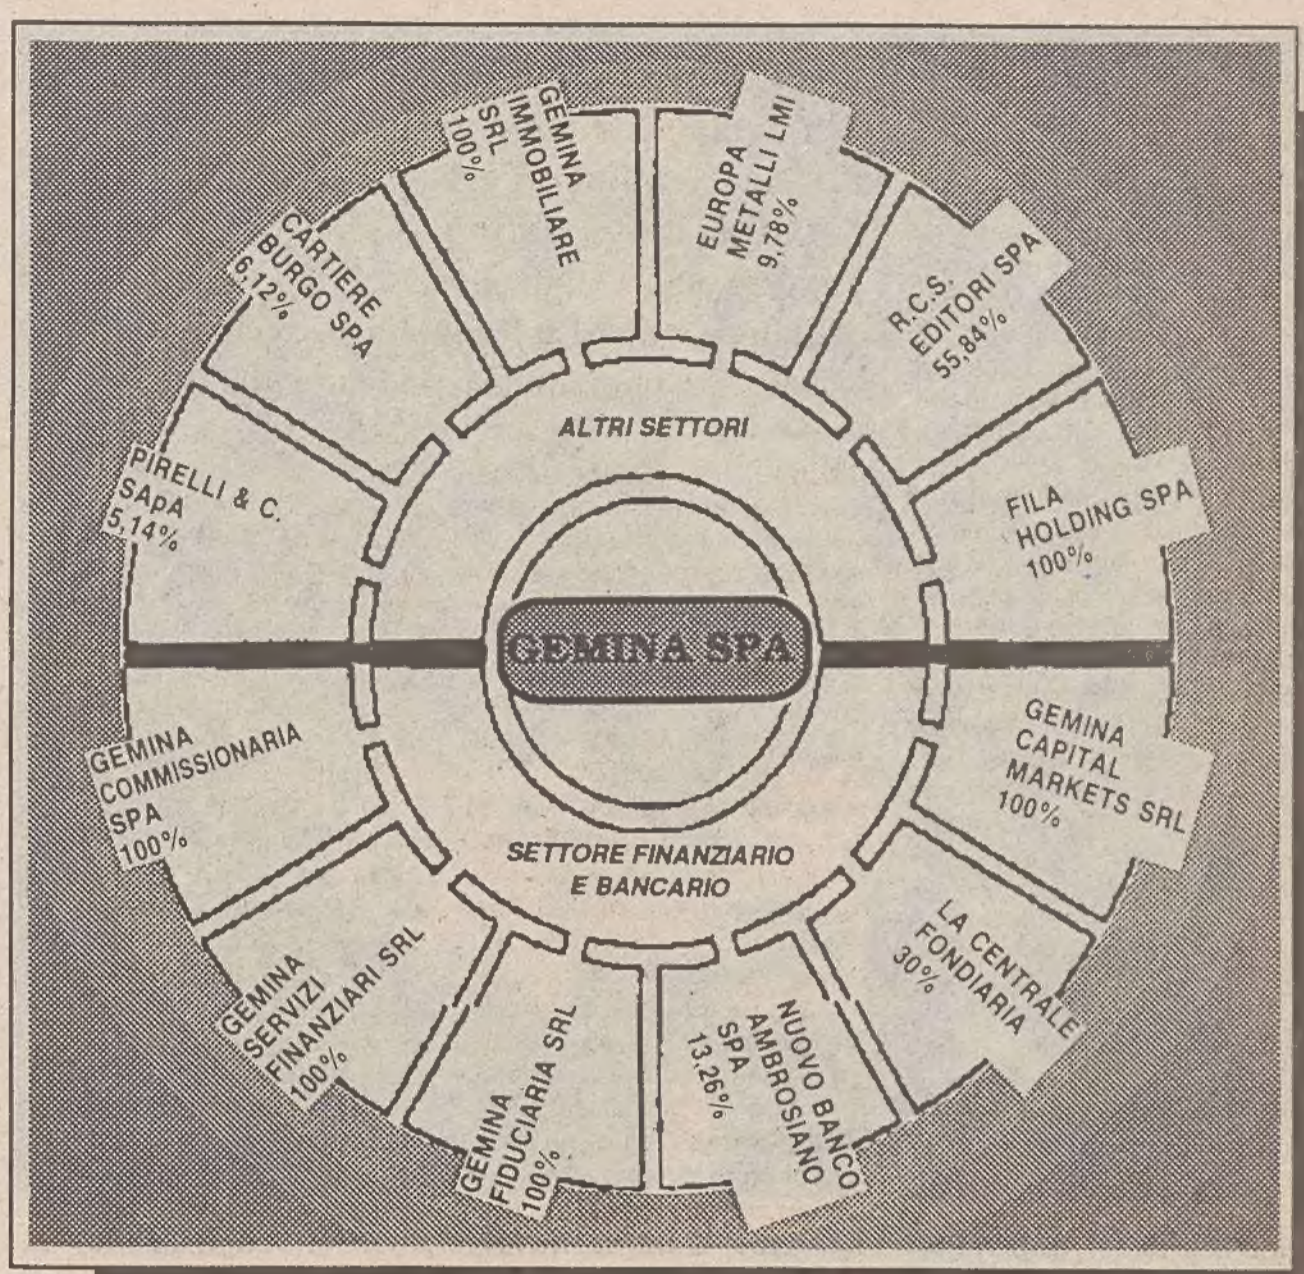 GEMINA
IMMOBILIARE
SRL
100%
EUROPA
METALLI LMI
9,78%
R.C.S.
EDITORI SPA
55,84%
FILA
HOLDING SPA
100%
CARTIERE
BURGO SPA
6,12%
PIRELLI & C.
SApA
5,14%
ALTRI SETTORI
GEMINA SPA
SETTORE FINANZIARIO
E BANCARIO
GEMINA
CAPITAL
MARKETS SRL
100%
LA CENTRALE
FONDIARIA
30%
NUOVO BANCO
AMBROSIANO
SPA
13,26%
GEMINA
FIDUCIARIA SRL
100%
GEMINA
SERVIZI
FINANZIARI SRL
100%
GEMINA
COMMISSIONARIA
SPA
100%